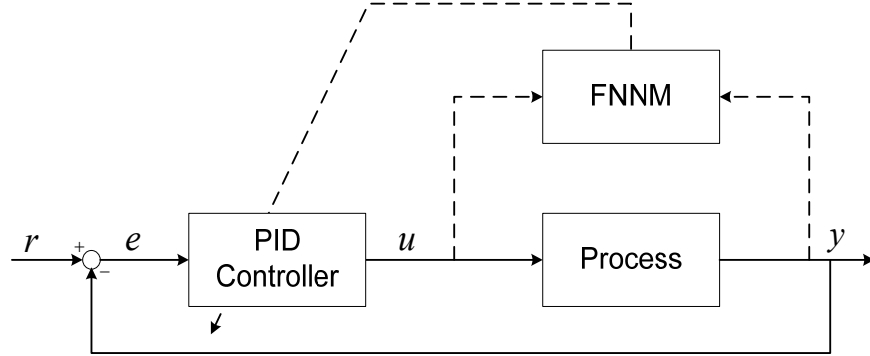 FNNM
r
+
−
e
PID
Controller
u
Process
y